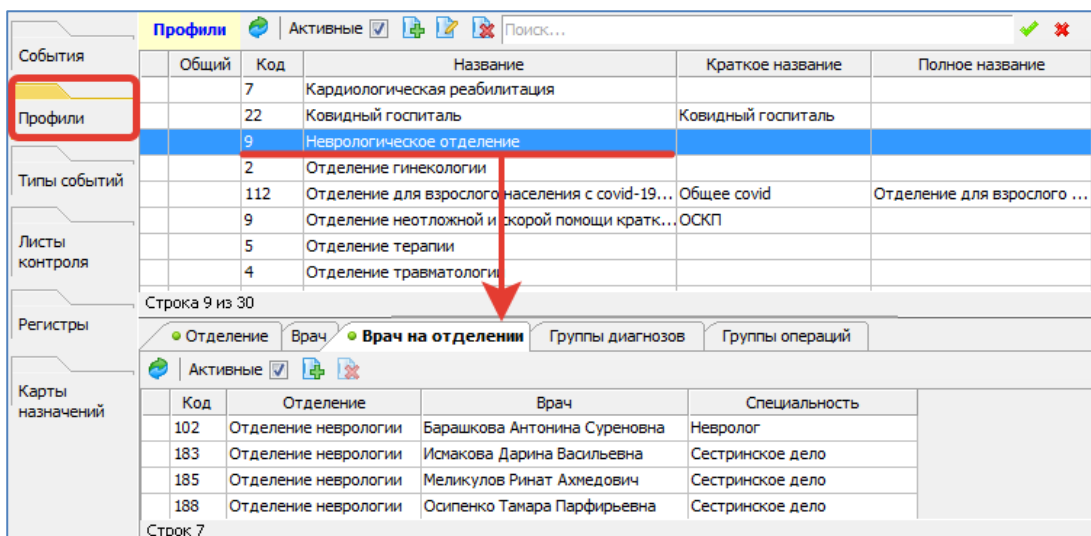 События
Профили
Типы событий
Листы
контроля
Регистры
Карты
назначений
Профили Активные Поиск...
Общий Код Название Краткое название Полное название
7 Кардиологическая реабилитация
22 Ковидный госпиталь Ковидный госпиталь
9 Неврологическое отделение
2 Отделение гинекологии
112 Отделение для взрослого населения с covid-19... Общее covid Отделение для взрослого ...
9 Отделение неотложной и скорой помощи кратк... ОСКП
5 Отделение терапии
4 Отделение травматологии
Строка 9 из 30
Отделение Врач Врач на отделении Группы диагнозов Группы операций
Активные
Код Отделение Врач Специальность
102 Отделение неврологии Барашкова Антонина Суреновна Невролог
183 Отделение неврологии Исмакова Дарина Васильевна Сестринское дело
185 Отделение неврологии Меликулов Ринат Ахмедович Сестринское дело
188 Отделение неврологии Осипенко Тамара Парфирьевна Сестринское дело
Строк 7